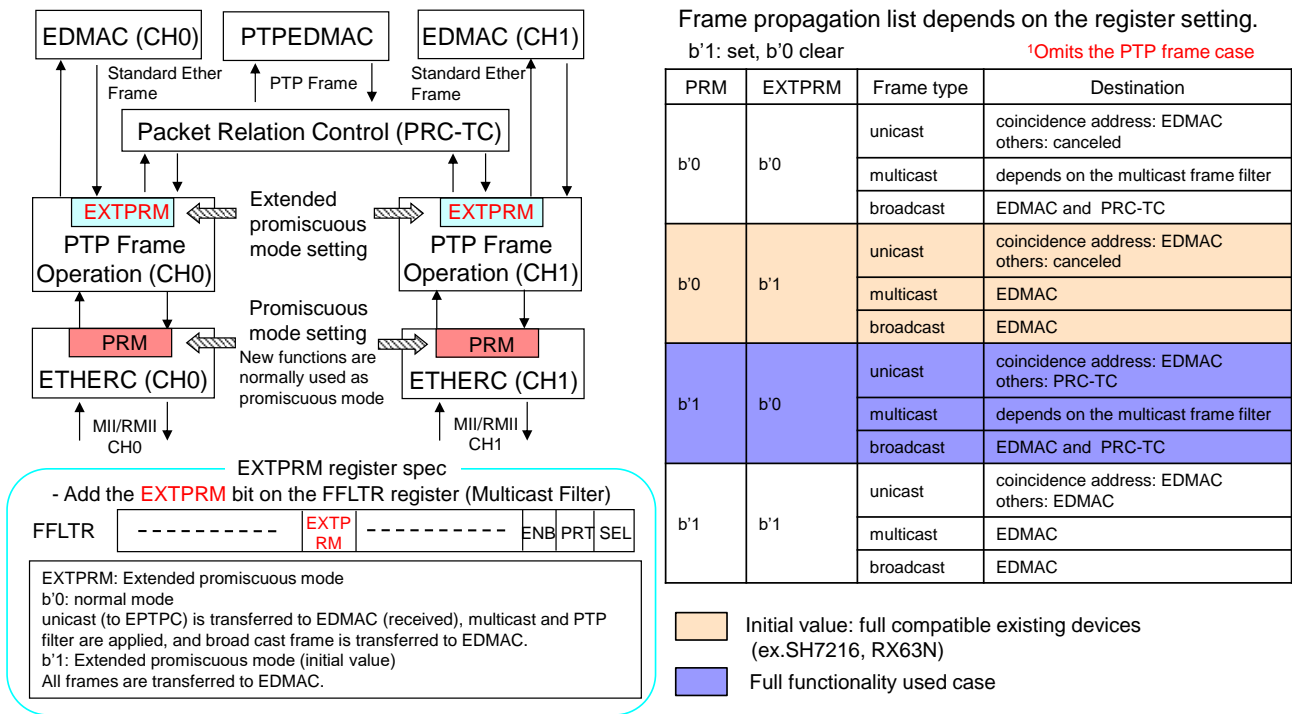 EDMAC (CH0)
PTPEDMAC
EDMAC (CH1)
Standard Ether
Frame
PTP Frame
Standard Ether
Frame
Packet Relation Control (PRC-TC)
EXTPRM
PTP Frame
Operation (CH0)
Extended
promiscuous
mode setting
EXTPRM
PTP Frame
Operation (CH1)
PRM
ETHERC (CH0)
Promiscuous
mode setting
New functions are
normally used as
promiscuous mode
PRM
ETHERC (CH1)
MII/RMII
CH0
MII/RMII
CH1
EXTPRM register spec
- Add the EXTPRM bit on the FFLTR register (Multicast Filter)
FFLTR
EXTP
RM
ENB PRT SEL
EXTPRM: Extended promiscuous mode
b'0: normal mode
unicast (to EPTPC) is transferred to EDMAC (received), multicast and PTP
filter are applied, and broad cast frame is transferred to EDMAC.
b'1: Extended promiscuous mode (initial value)
All frames are transferred to EDMAC.
Frame propagation list depends on the register setting.
b'1: set, b'0 clear
¹Omits the PTP frame case
PRM EXTPRM Frame type Destination
b'0 b'0
unicast coincidence address: EDMAC
others: canceled
multicast depends on the multicast frame filter
broadcast EDMAC and PRC-TC
b'0 b'1
unicast coincidence address: EDMAC
others: canceled
multicast EDMAC
broadcast EDMAC
b'1 b'0
unicast coincidence address: EDMAC
others: PRC-TC
multicast depends on the multicast frame filter
broadcast EDMAC and PRC-TC
b'1 b'1
unicast coincidence address: EDMAC
others: EDMAC
multicast EDMAC
broadcast EDMAC
Initial value: full compatible existing devices
(ex.SH7216, RX63N)
Full functionality used case